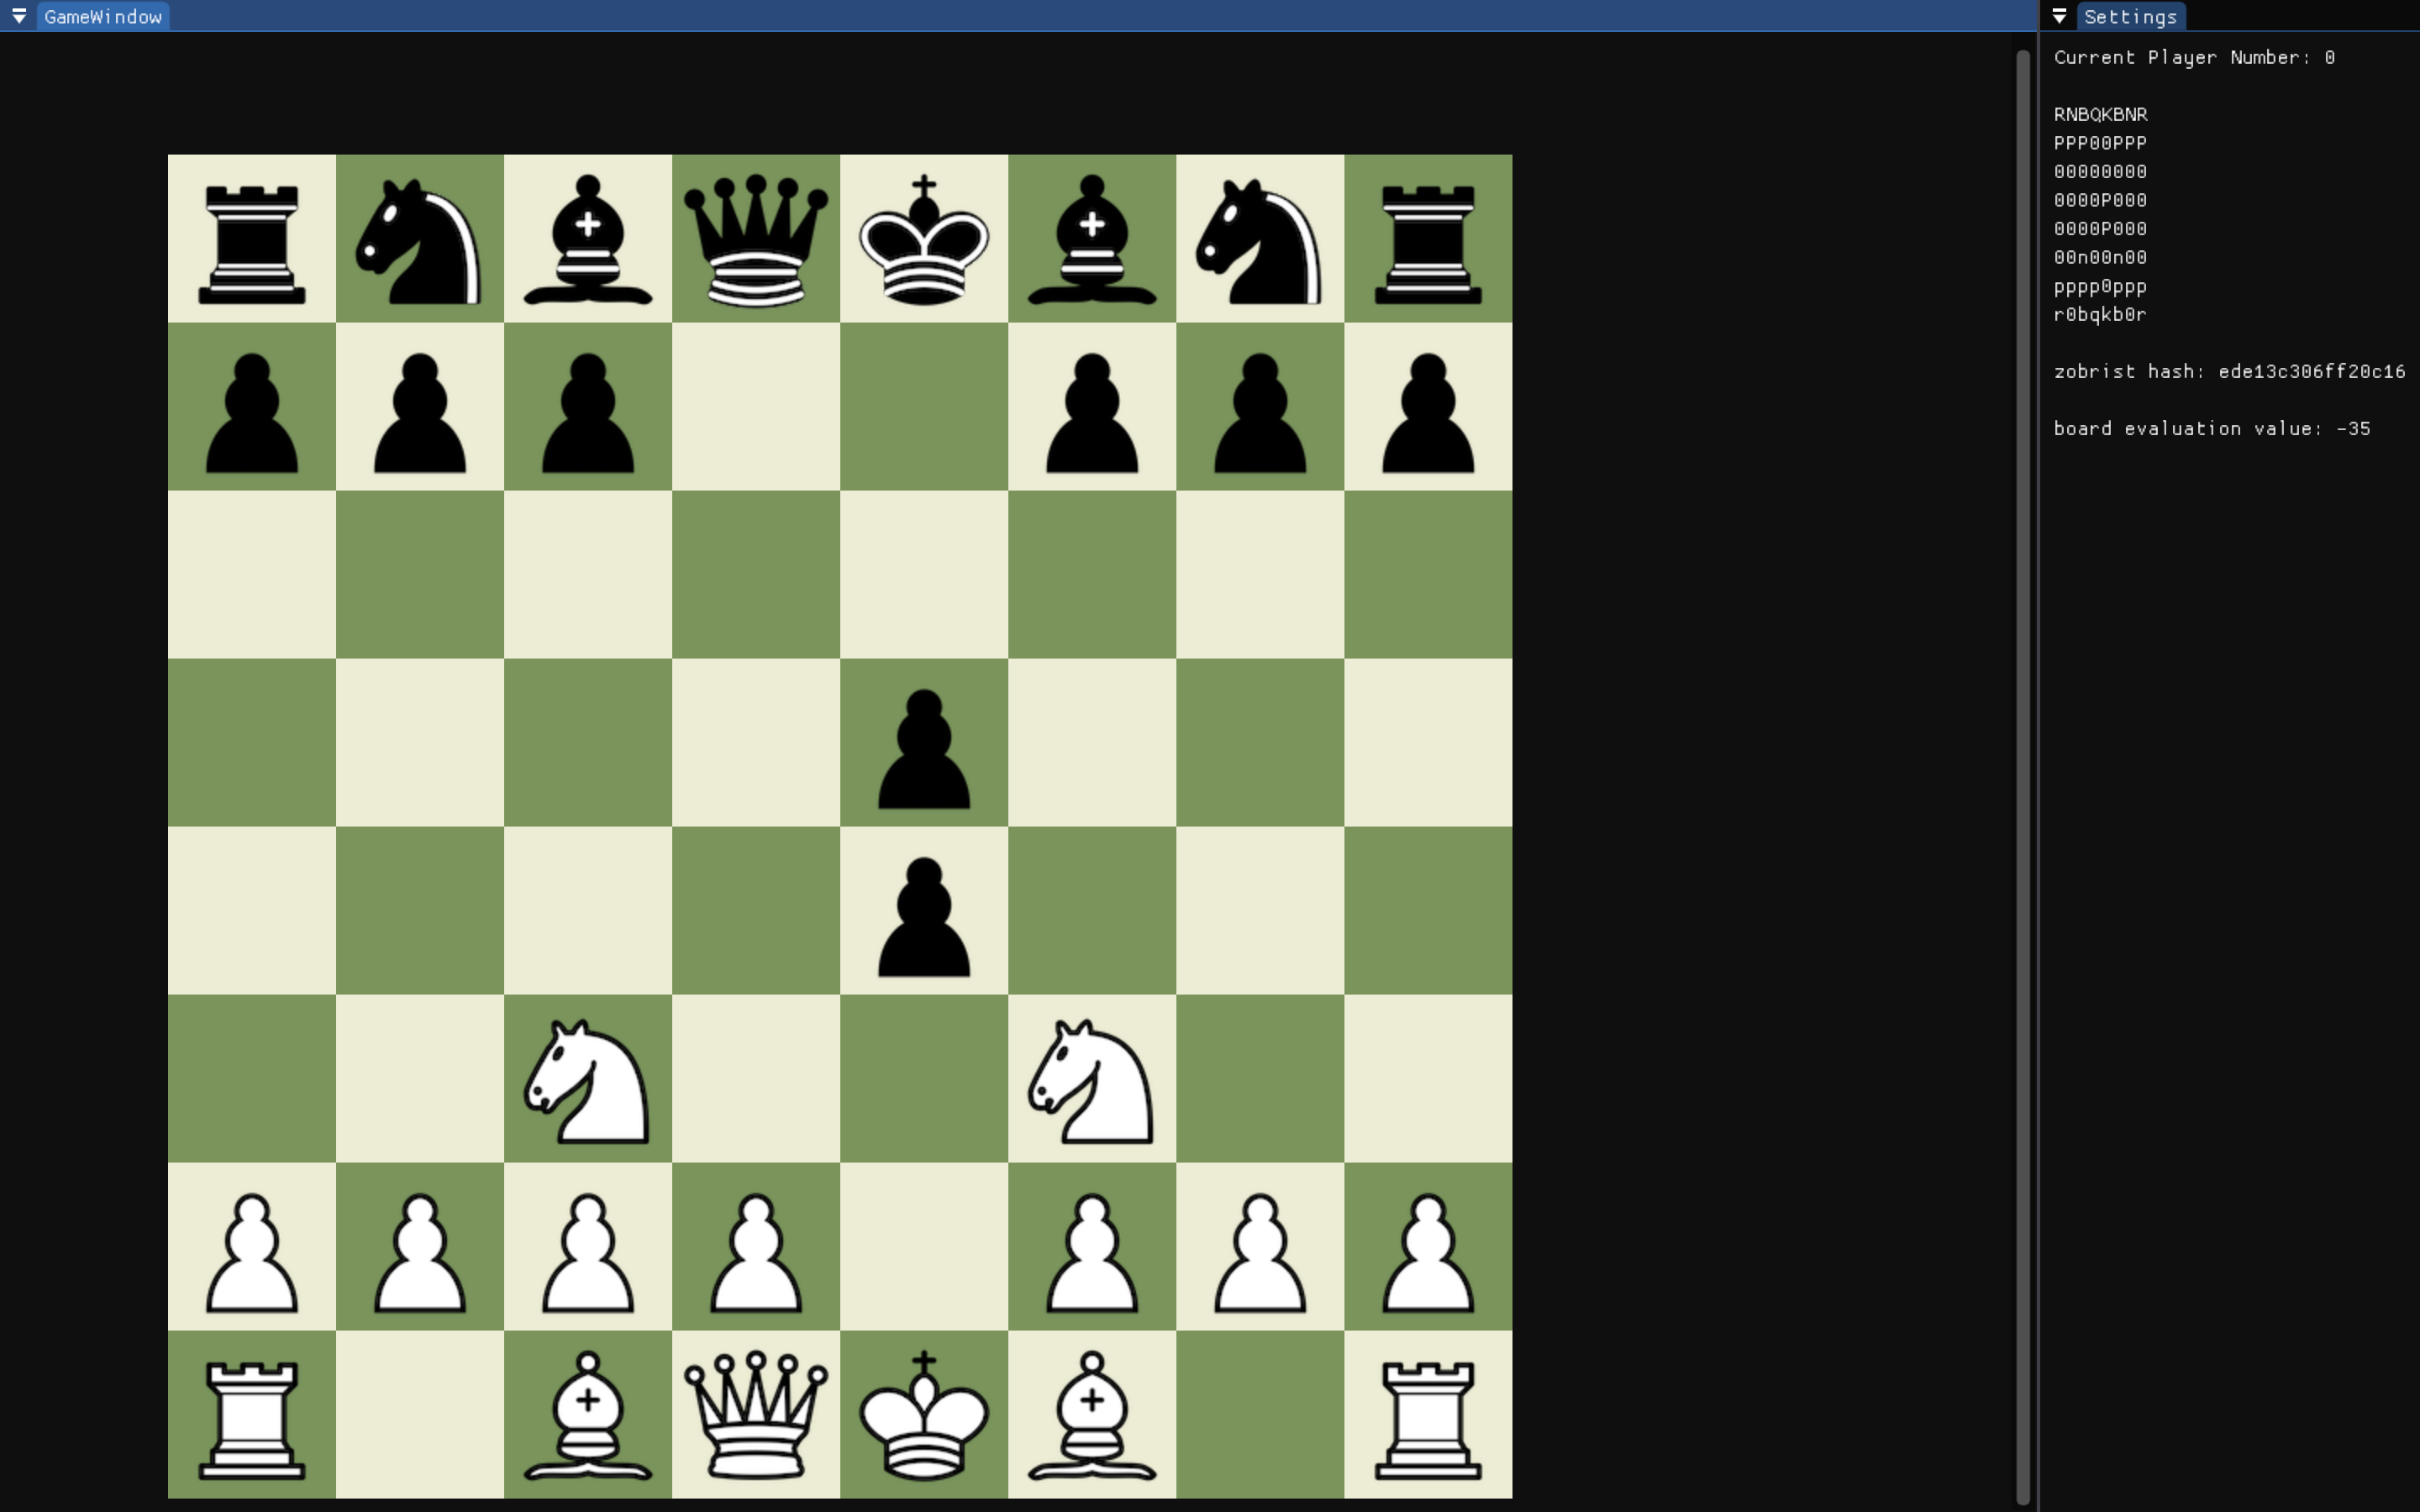 GameWindow
Settings
Current Player Number: 0
RNBQKBNR
PPP00PPP
00000000
0000P000
0000P000
00n00n00
pppp0ppp
r0bqkb0r
zobrist hash: ede13c306ff20c16
board evaluation value: -35